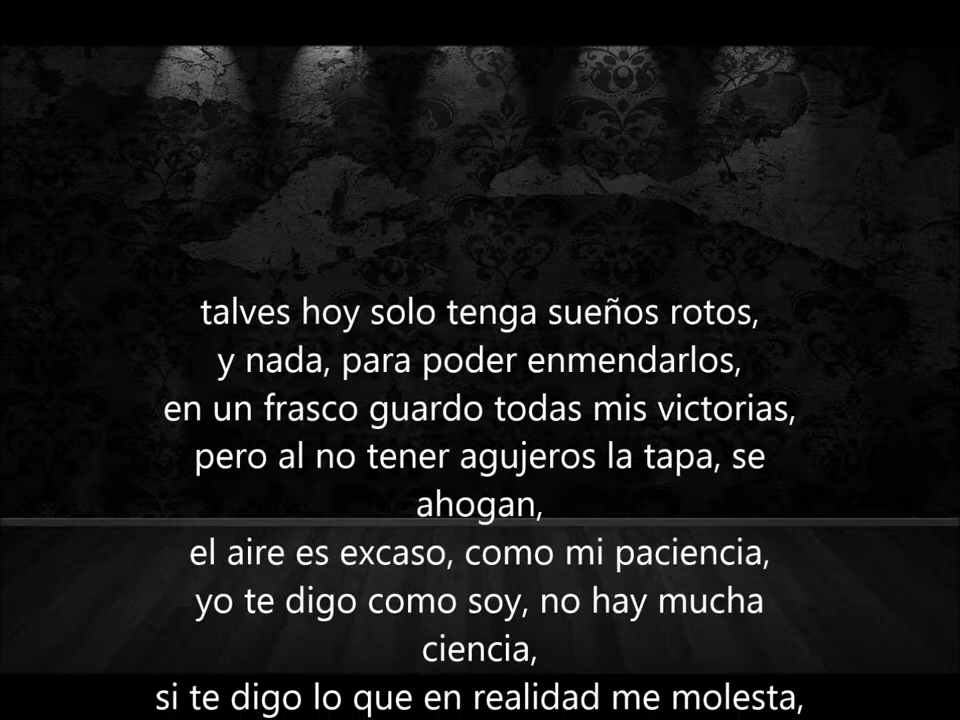 talves hoy solo tenga sueños rotos,
y nada, para poder enmendarlos,
en un frasco guardo todas mis victorias,
pero al no tener agujeros la tapa, se
ahogan,
el aire es excaso, como mi paciencia,
yo te digo como soy, no hay mucha
ciencia,
si te digo lo que en realidad me molesta,